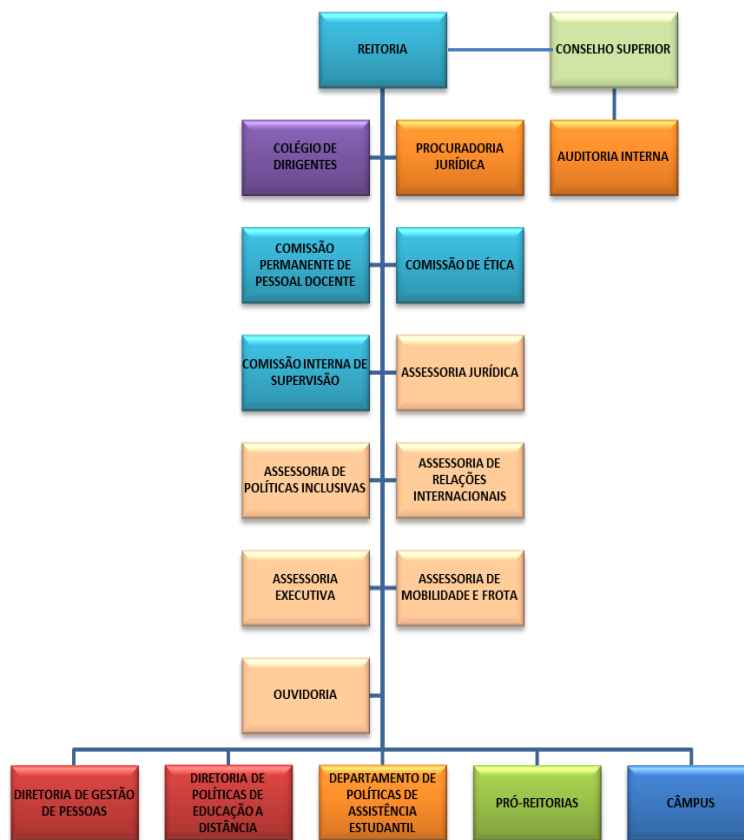 REITORIA
CONSELHO SUPERIOR
COLÉGIO DE
DIRIGENTES
PROCURADORIA
JURÍDICA
AUDITORIA INTERNA
COMISSÃO
PERMANENTE DE
PESSOAL DOCENTE
COMISSÃO DE ÉTICA
COMISSÃO INTERNA DE
SUPERVISÃO
ASSESSORIA JURÍDICA
ASSESSORIA DE
POLÍTICAS INCLUSIVAS
ASSESSORIA DE
RELAÇÕES
INTERNACIONAIS
ASSESSORIA
EXECUTIVA
ASSESSORIA DE
MOBILIDADE E FROTA
OUVIDORIA
DIRETORIA DE GESTÃO
DE PESSOAS
DIRETORIA DE
POLÍTICAS DE
EDUCAÇÃO A
DISTÂNCIA
DEPARTAMENTO DE
POLÍTICAS DE
ASSISTÊNCIA
ESTUDANTIL
PRÓ-REITORIAS
CÂMPUS